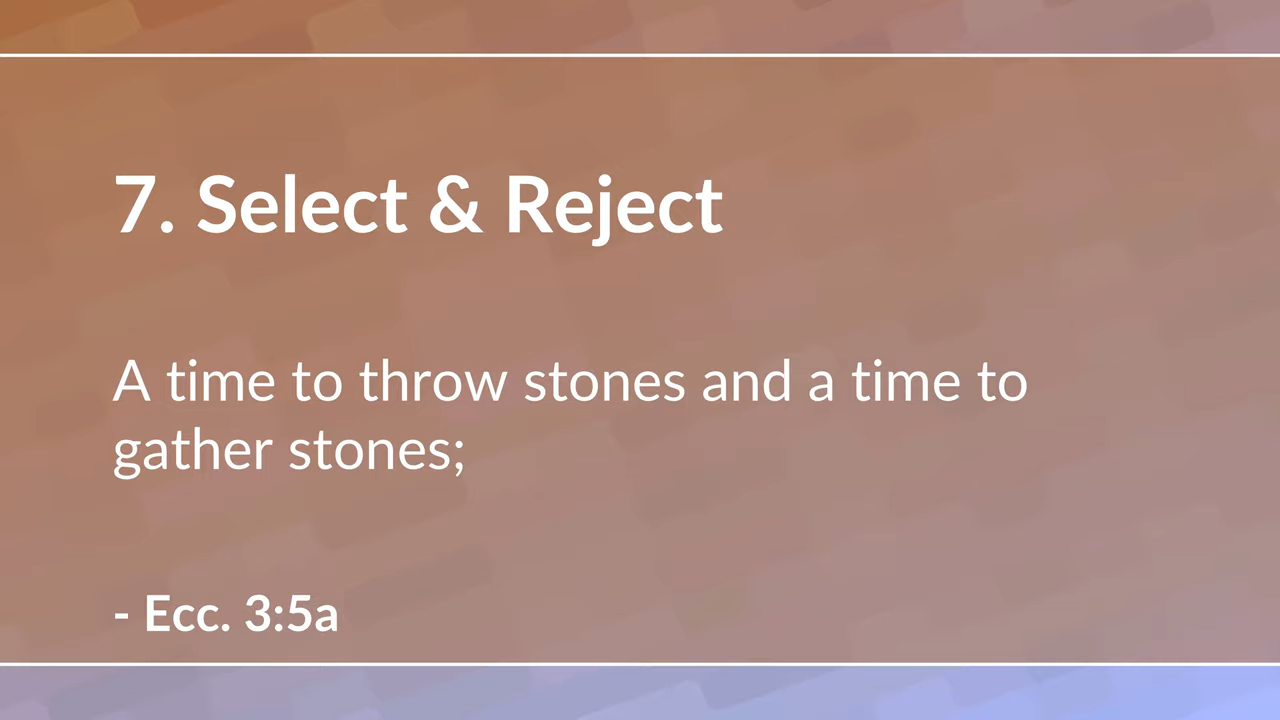 7. Select & Reject
A time to throw stones and a time to
gather stones;
- Ecc. 3:5a